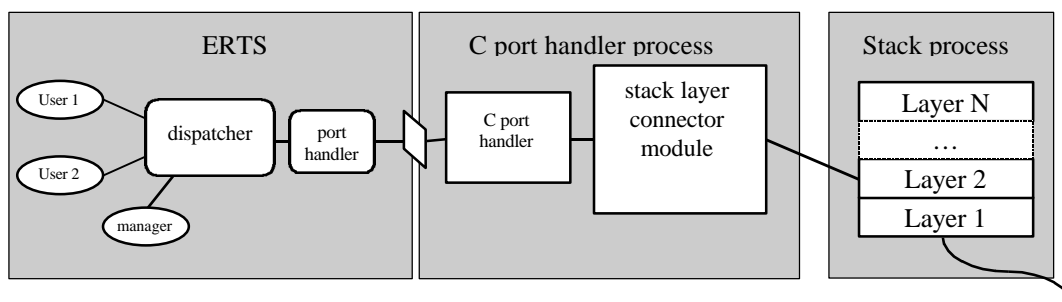 ERTS
User 1
User 2
dispatcher
port
handler
manager
C port handler process
C port
handler
stack layer
connector
module
Stack process
Layer N
…
Layer 2
Layer 1